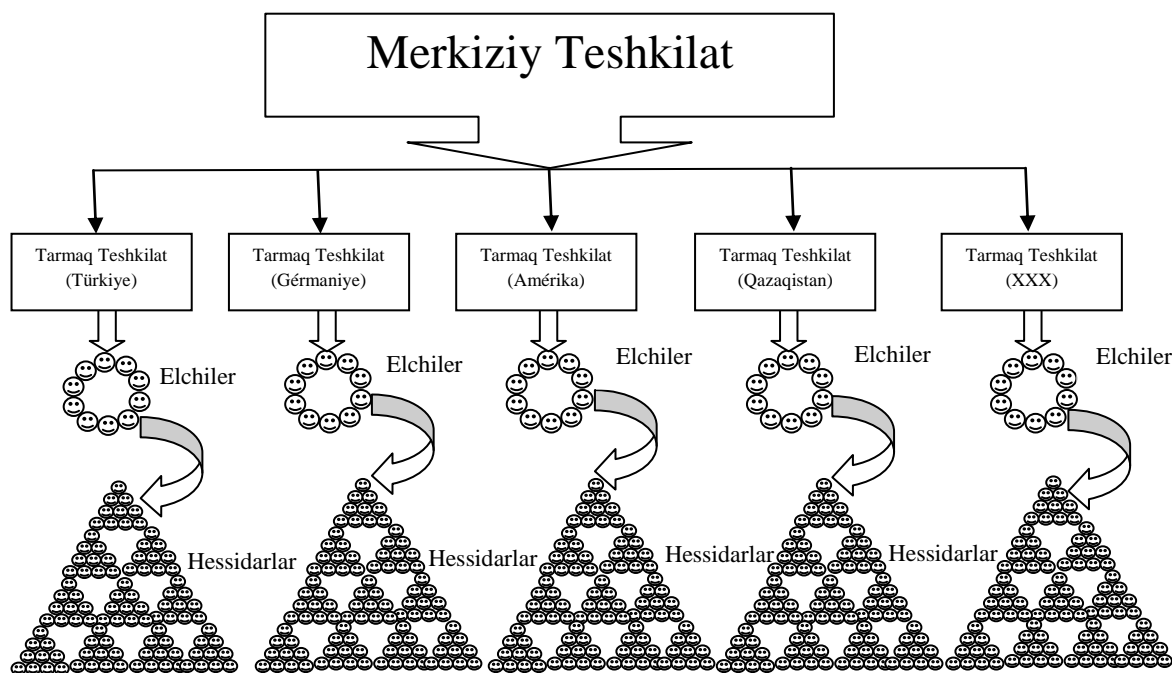 Merkiziy Teshkilat
Tarmaq Teshkilat
(Türkiye)
Tarmaq Teshkilat
(Gérmaniye)
Tarmaq Teshkilat
(Amérika)
Tarmaq Teshkilat
(Qazaqistan)
Tarmaq Teshkilat
(XXX)
Elchiler
Elchiler
Elchiler
Elchiler
Elchiler
Hessidarlar
Hessidarlar
Hessidarlar
Hessidarlar